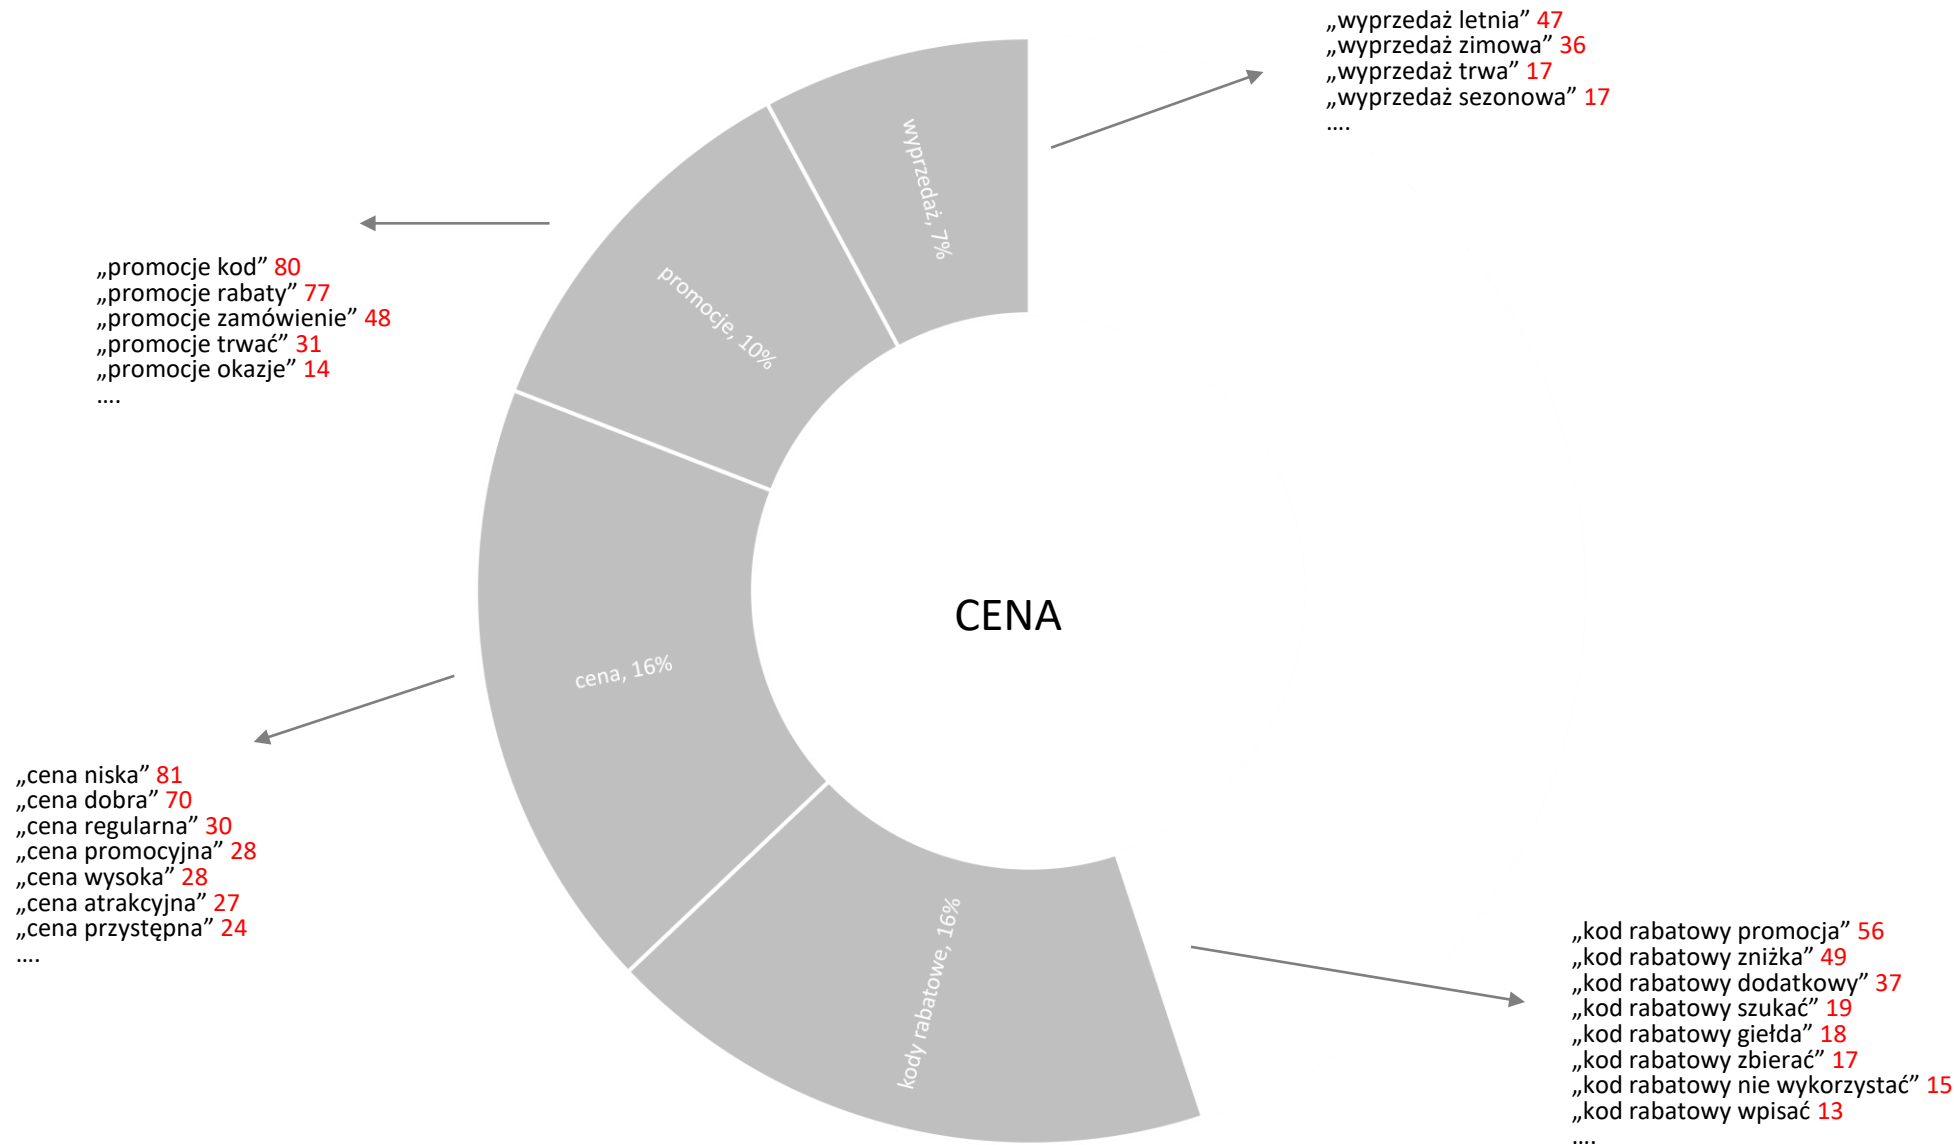 „wyprzedaż letnia” 47
„wyprzedaż zimowa” 36
„wyprzedaż trwa” 17
„wyprzedaż sezonowa” 17
….
wyprzedaż, 7%
„promocje kod” 80
„promocje rabaty” 77
„promocje zamówienie” 48
„promocje trwać” 31
„promocje okazje” 14
….
promocje, 10%
CENA
cena, 16%
„cena niska” 81
„cena dobra” 70
„cena regularna” 30
„cena promocyjna” 28
„cena wysoka” 28
„cena atrakcyjna” 27
„cena przystępna” 24
….
kody rabatowe, 16%
„kod rabatowy promocja” 56
„kod rabatowy zniżka” 49
„kod rabatowy dodatkowy” 37
„kod rabatowy szukać” 19
„kod rabatowy giełda” 18
„kod rabatowy zbierać” 17
„kod rabatowy nie wykorzystać” 15
„kod rabatowy wpisać 13
….